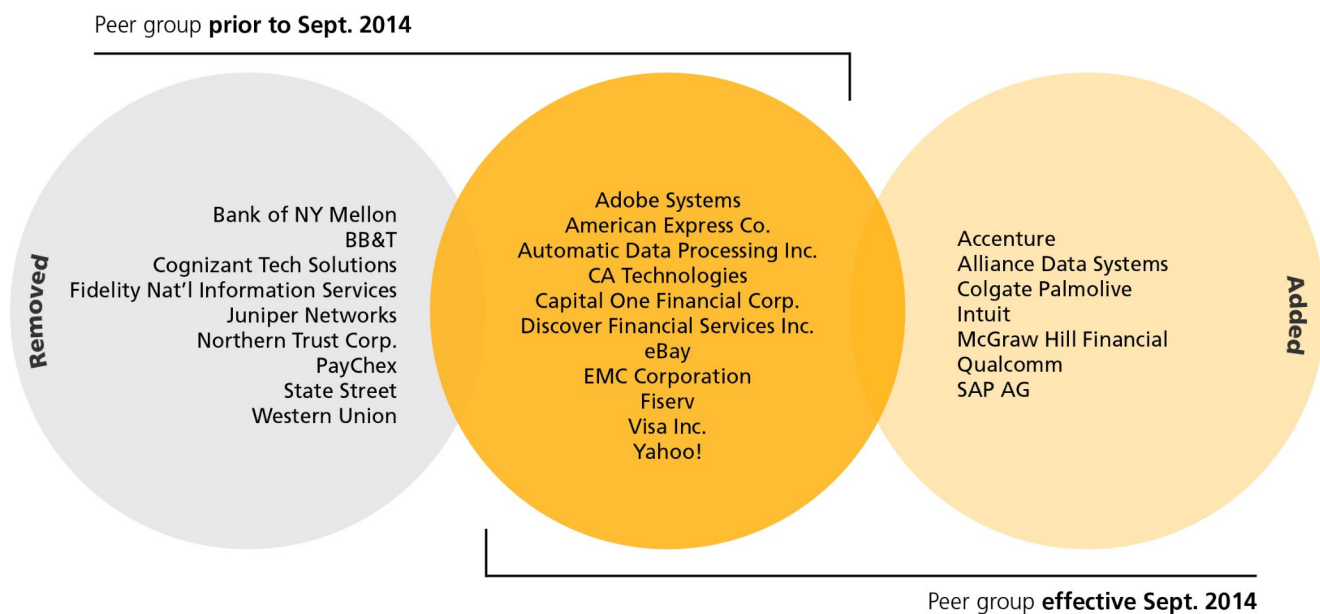 Peer group prior to Sept. 2014
Removed
Bank of NY Mellon
BB&T
Cognizant Tech Solutions
Fidelity Nat’l Information Services
Juniper Networks
Northern Trust Corp.
PayChex
State Street
Western Union
Adobe Systems
American Express Co.
Automatic Data Processing Inc.
CA Technologies
Capital One Financial Corp.
Discover Financial Services Inc.
eBay
EMC Corporation
Fiserv
Visa Inc.
Yahoo!
Accenture
Alliance Data Systems
Colgate Palmolive
Intuit
McGraw Hill Financial
Qualcomm
SAP AG
Added
Peer group effective Sept. 2014